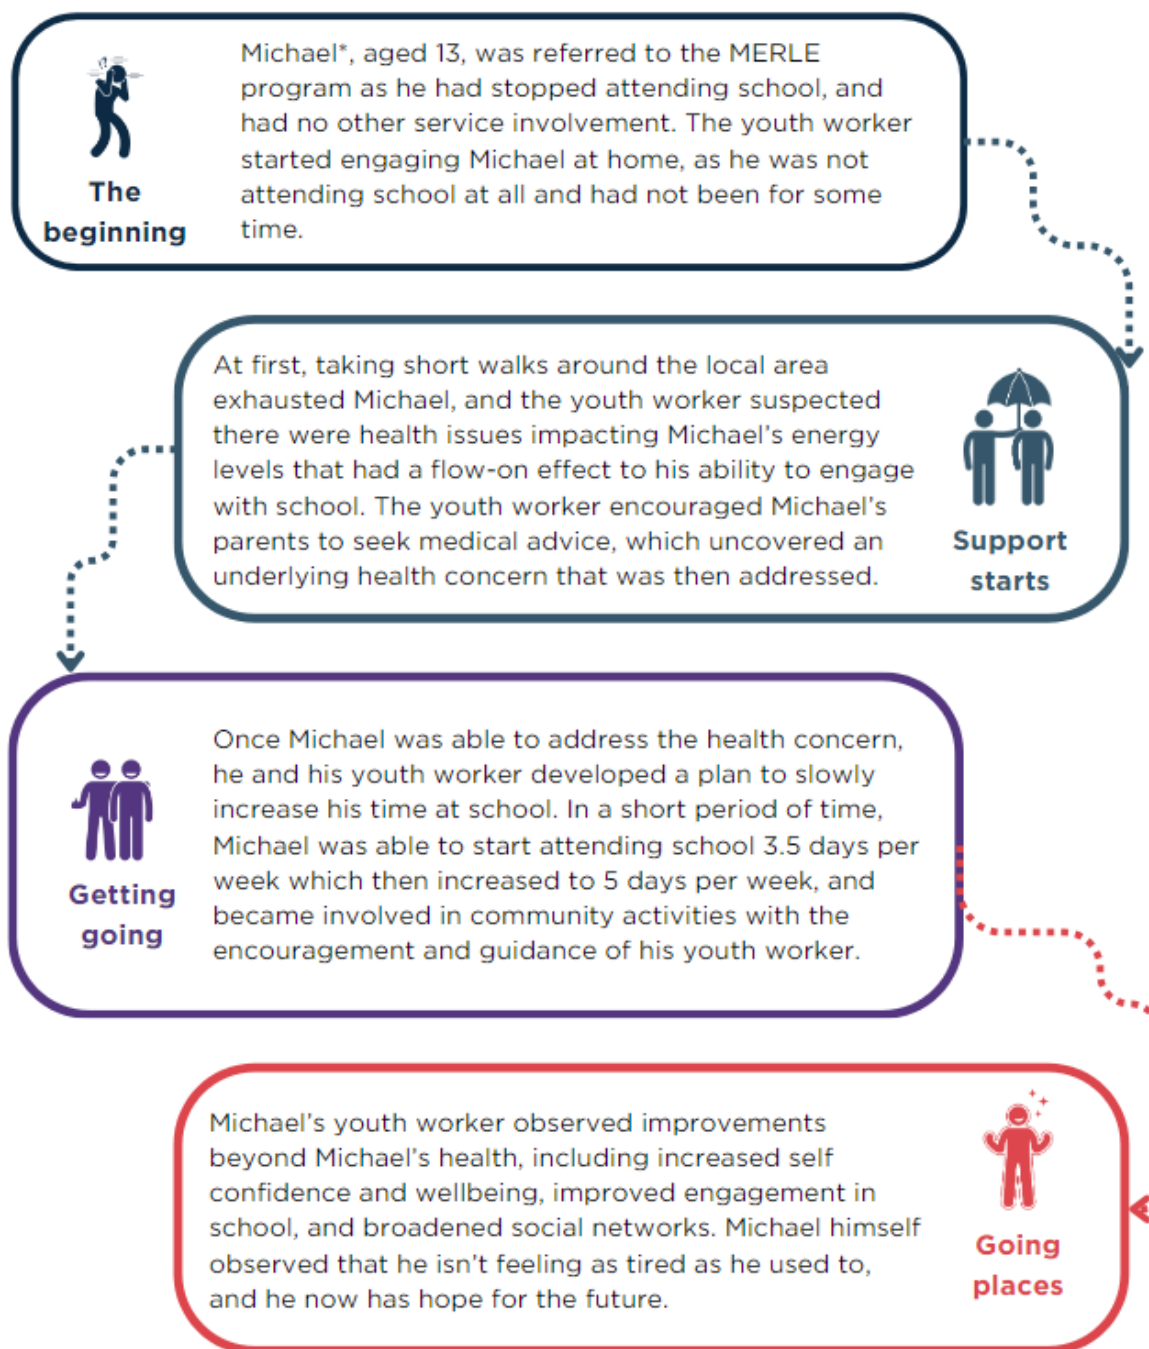 Michael*, aged 13, was referred to the MERLE
program as he had stopped attending school, and
had no other service involvement. The youth worker
started engaging Michael at home, as he was not
attending school at all and had not been for some
time.
The
beginning
At first, taking short walks around the local area
exhausted Michael, and the youth worker suspected
there were health issues impacting Michael's energy
levels that had a flow-on effect to his ability to engage
with school. The youth worker encouraged Michael's
parents to seek medical advice, which uncovered an
underlying health concern that was then addressed.
Support
starts
Once Michael was able to address the health concern,
he and his youth worker developed a plan to slowly
increase his time at school. In a short period of time,
Michael was able to start attending school 3.5 days per
week which then increased to 5 days per week, and
became involved in community activities with the
encouragement and guidance of his youth worker.
Getting
going
Michael's youth worker observed improvements
beyond Michael's health, including increased self
confidence and wellbeing, improved engagement in
school, and broadened social networks. Michael himself
observed that he isn't feeling as tired as he used to,
and he now has hope for the future.
Going
places